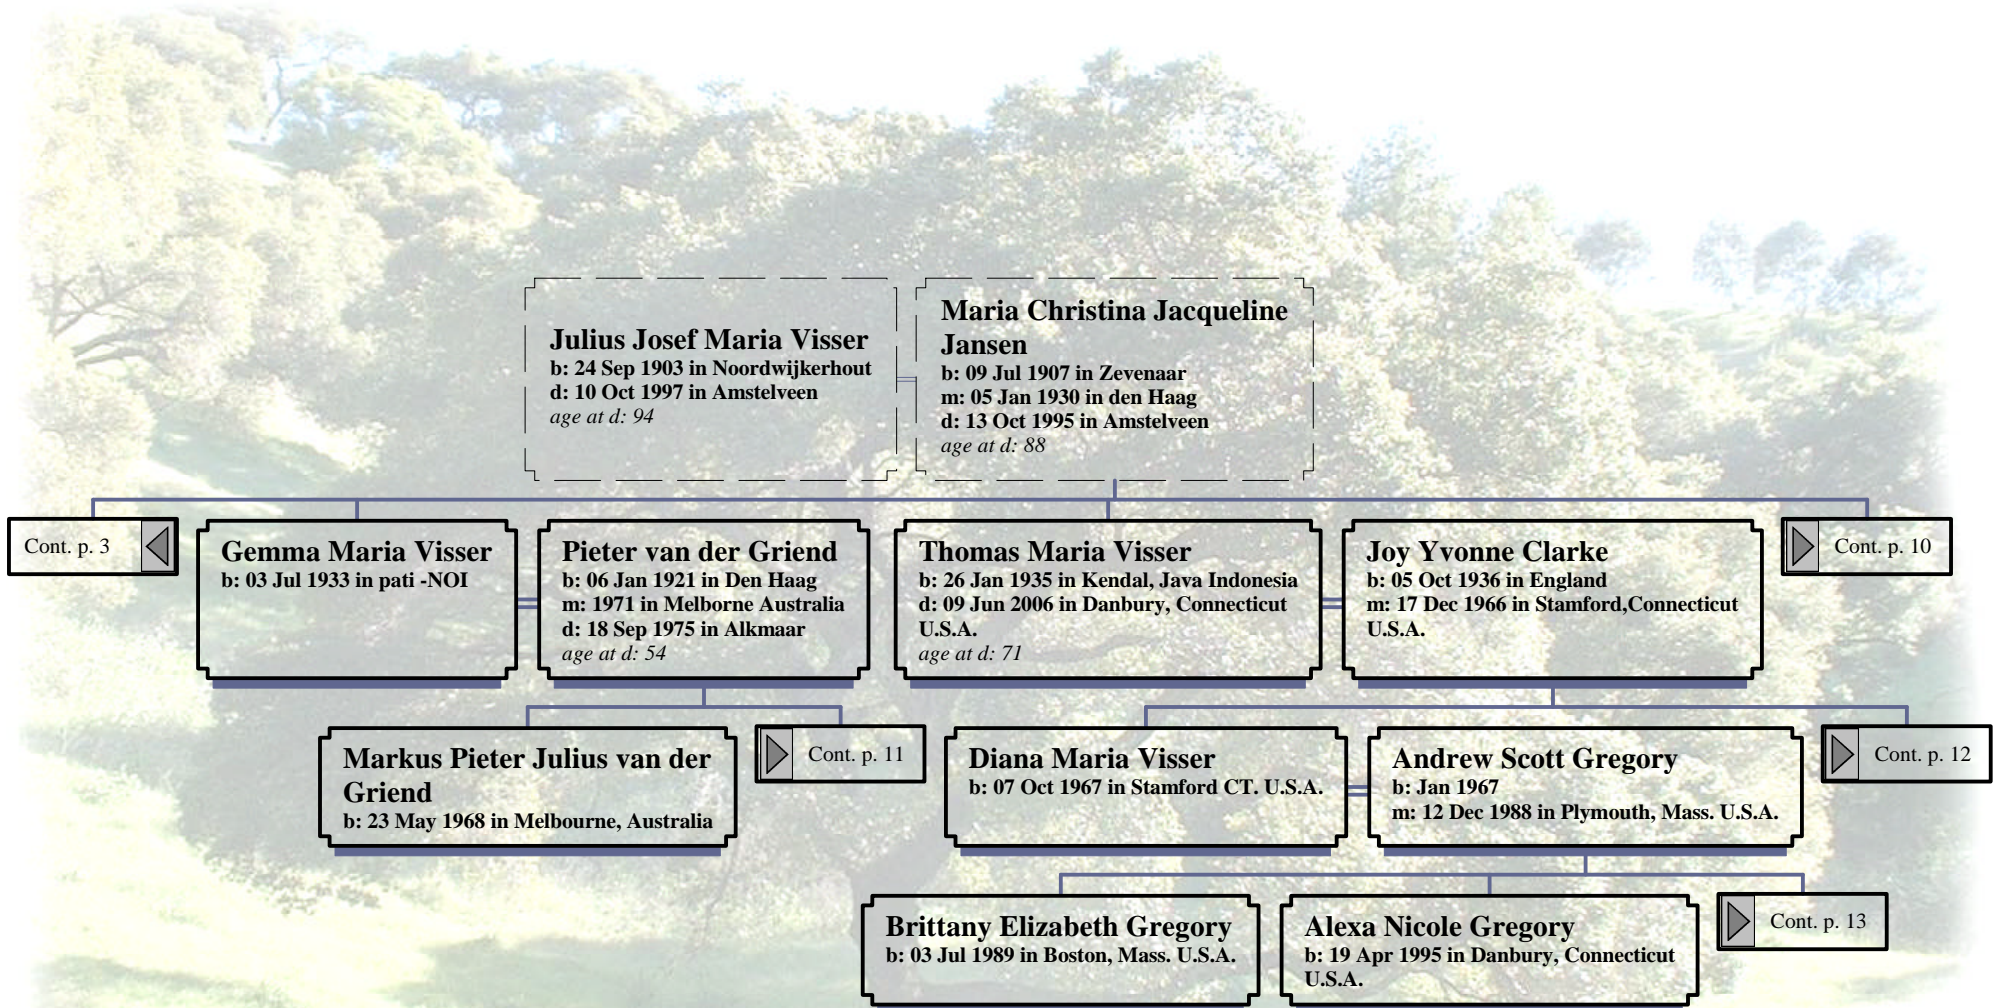 Julius Josef Maria Visser
b: 24 Sep 1903 in Noordwijkerhout
d: 10 Oct 1997 in Amstelveen
age at d: 94
Maria Christina Jacqueline
Jansen
b: 09 Jul 1907 in Zevenaar
m: 05 Jan 1930 in den Haag
d: 13 Oct 1995 in Amstelveen
age at d: 88
Cont. p. 3
Gemma Maria Visser
b: 03 Jul 1933 in pati -NOI
Pieter van der Griend
b: 06 Jan 1921 in Den Haag
m: 1971 in Melborne Australia
d: 18 Sep 1975 in Alkmaar
age at d: 54
Thomas Maria Visser
b: 26 Jan 1935 in Kendal, Java Indonesia
d: 09 Jun 2006 in Danbury, Connecticut
U.S.A.
age at d: 71
Joy Yvonne Clarke
b: 05 Oct 1936 in England
m: 17 Dec 1966 in Stamford,Connecticut
U.S.A.
Cont. p. 10
Markus Pieter Julius van der
Griend
b: 23 May 1968 in Melbourne, Australia
Cont. p. 11
Diana Maria Visser
b: 07 Oct 1967 in Stamford CT. U.S.A.
Andrew Scott Gregory
b: Jan 1967
m: 12 Dec 1988 in Plymouth, Mass. U.S.A.
Cont. p. 12
Brittany Elizabeth Gregory
b: 03 Jul 1989 in Boston, Mass. U.S.A.
Alexa Nicole Gregory
b: 19 Apr 1995 in Danbury, Connecticut
U.S.A.
Cont. p. 13